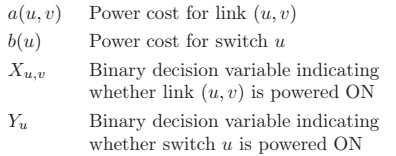 a(u, v) Power cost for link (u, v)
b(u) Power cost for switch u
X_{u,v} Binary decision variable indicating
whether link (u, v) is powered ON
Y_u Binary decision variable indicating
whether switch u is powered ON